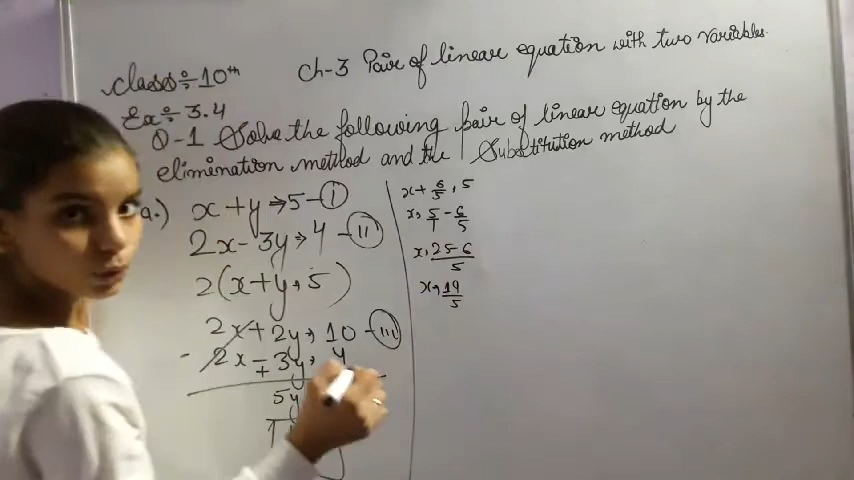 Class÷10th
Ch-3 Pair of linear equation with two variables.
Ex÷3.4
Q-1 Solve the following pair of linear equation by the
elimination method and the Substitution method
a.) x+y→5-I
2x-3y→4-II
2(x+y→5)
2x+2y→10-III
- 2x∓3y→4
5y
x+6/5→5
x→5/1-6/5
x→25-6/5
x→19/5